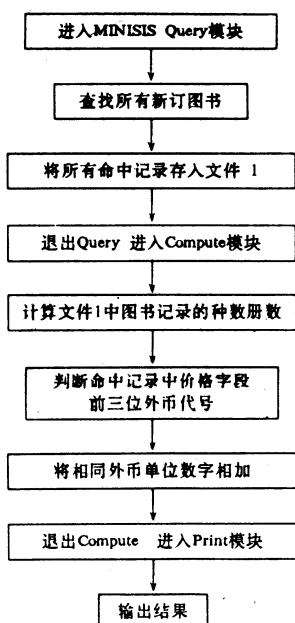 进入MINISIS Query模块
查找所有新订图书
将所有命中记录存入文件 1
退出Query 进入Compute模块
计算文件1中图书记录的种数册数
判断命中记录中价格字段
前三位外币代号
将相同外币单位数字相加
退出Compute 进入Print模块
输出结果